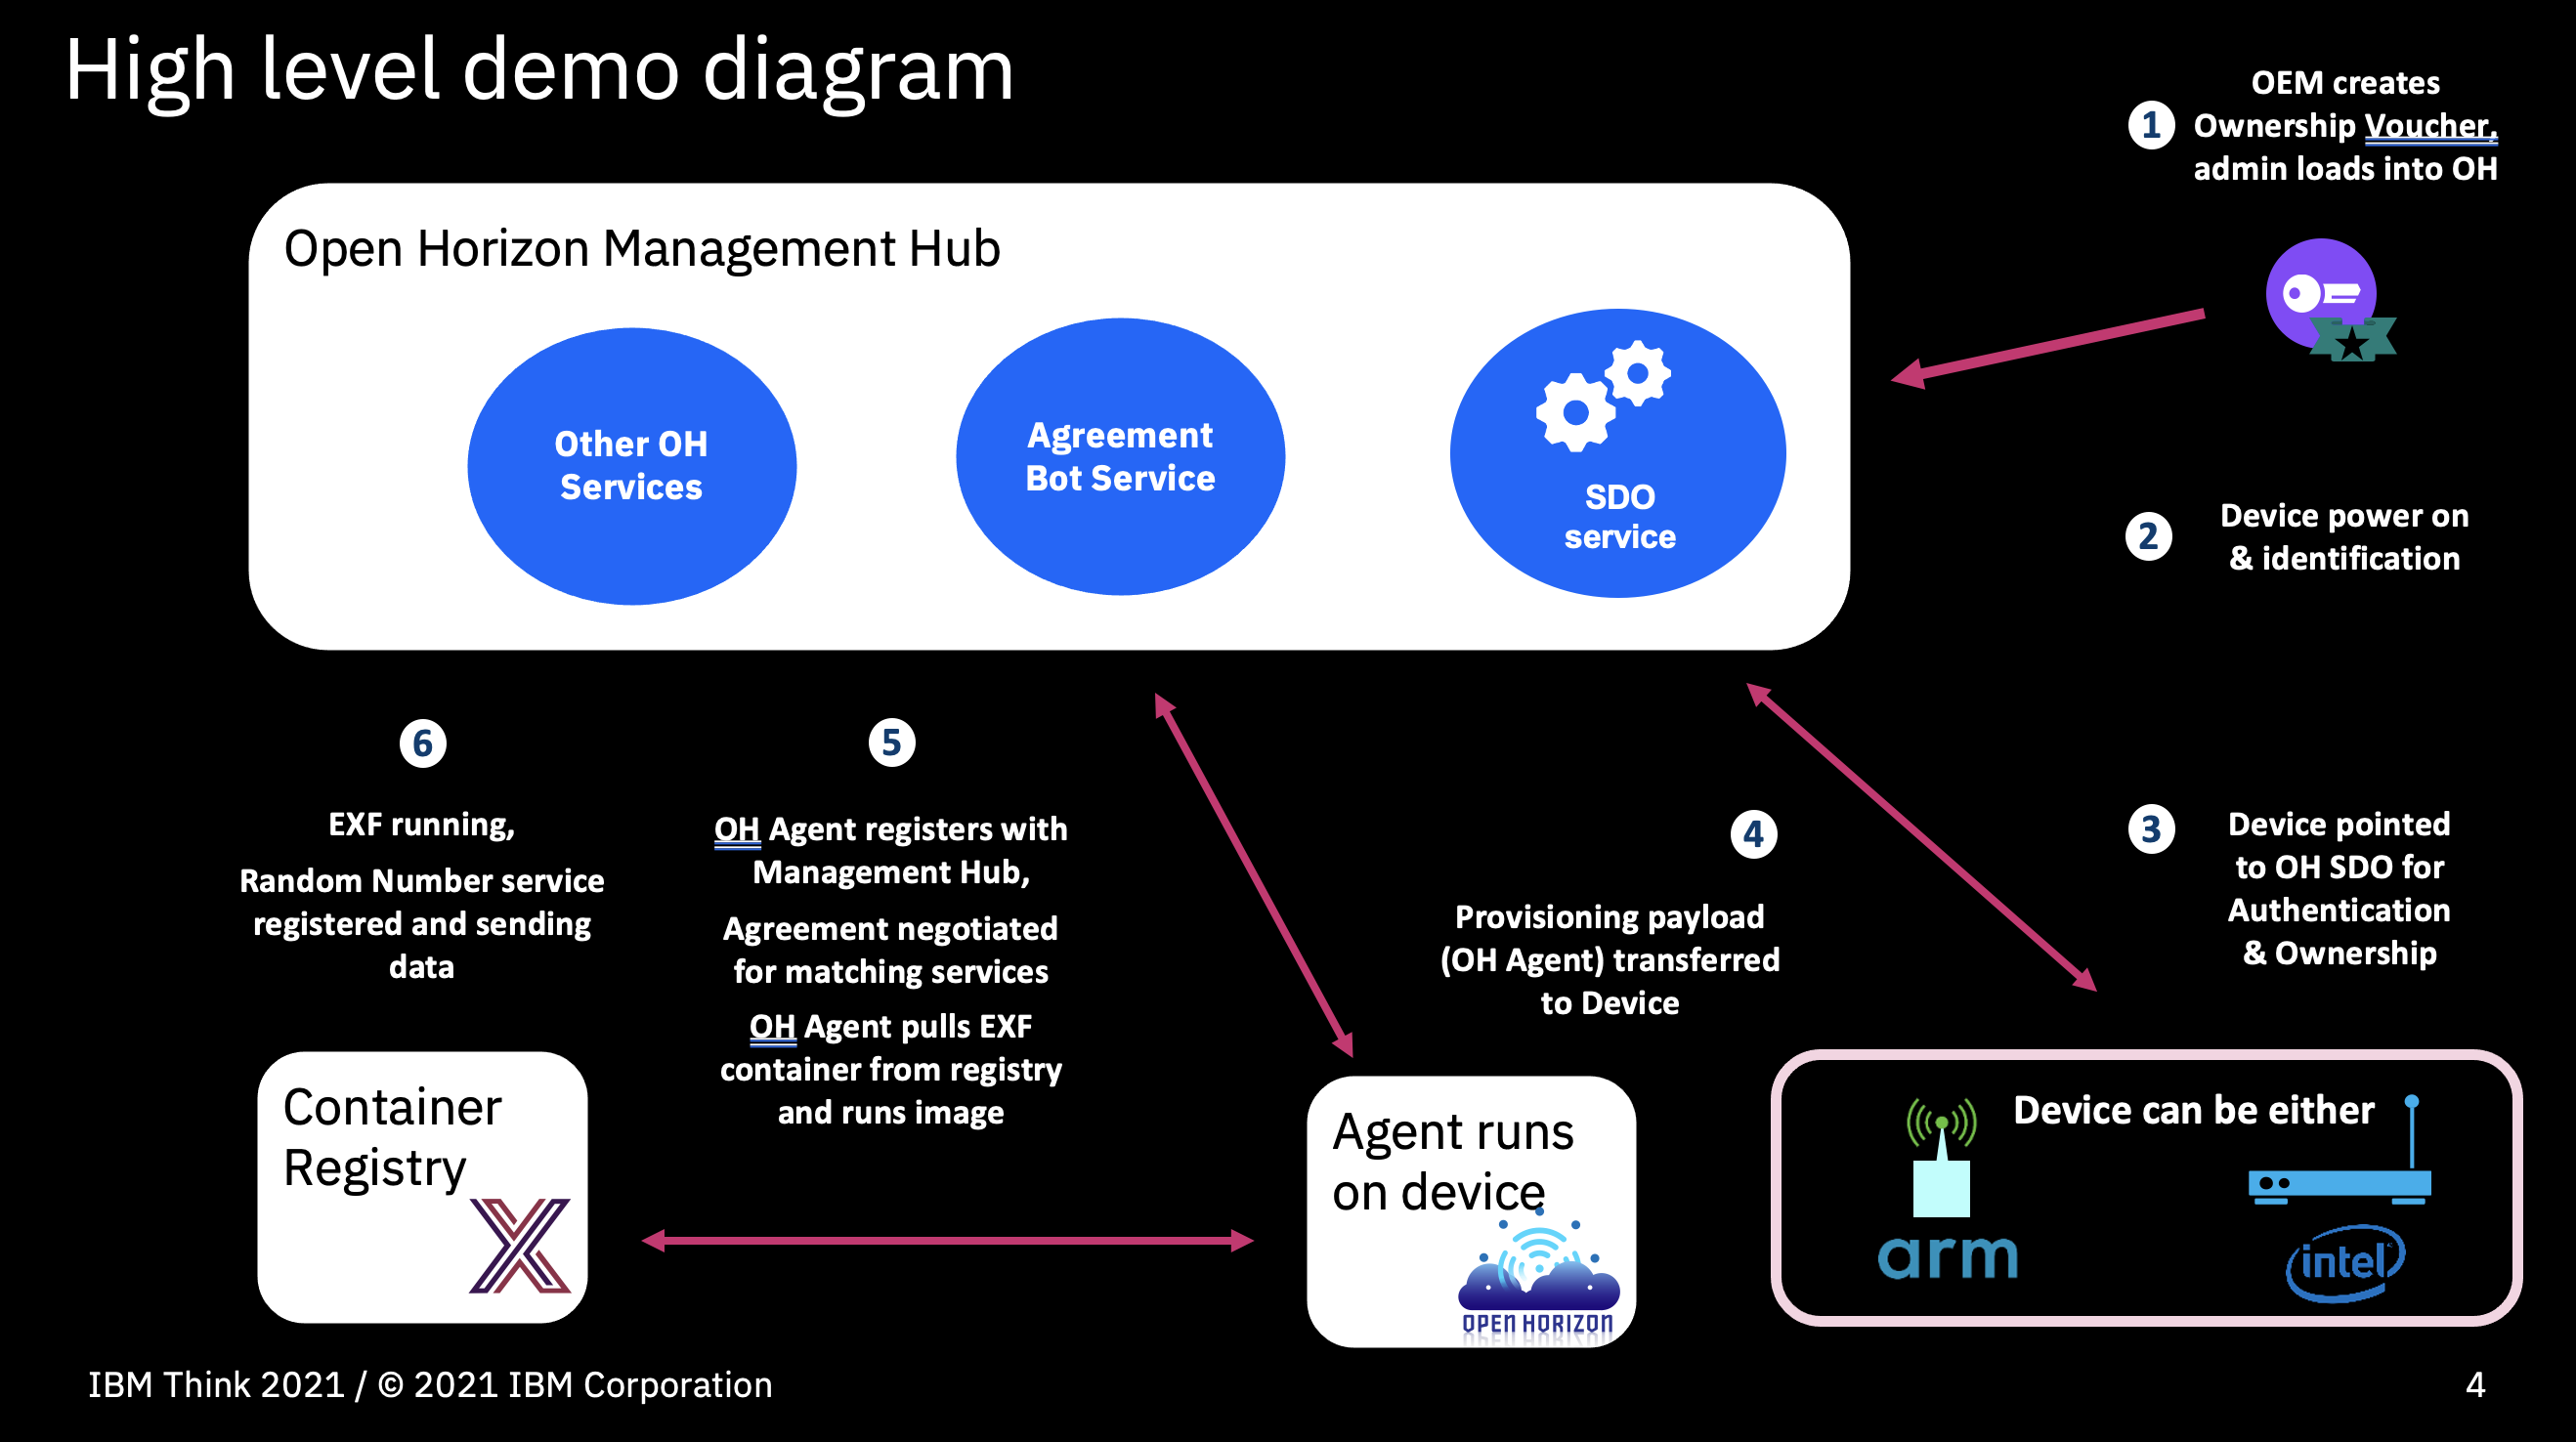 High level demo diagram
OEM creates
1
Ownership Voucher,
admin loads into OH
Open Horizon Management Hub
Other OH
Services
Agreement
Bot Service
SDO
service
2
Device power on
& identification
6
EXF running,
Random Number service
registered and sending
data
5
OH Agent registers with
Management Hub,
Agreement negotiated
for matching services
OH Agent pulls EXF
container from registry
and runs image
4
Provisioning payload
(OH Agent) transferred
to Device
3
Device pointed
to OH SDO for
Authentication
& Ownership
Container
Registry
Agent runs
on device
OPEN HORIZON
Device can be either
arm
intel
IBM Think 2021 / © 2021 IBM Corporation
4